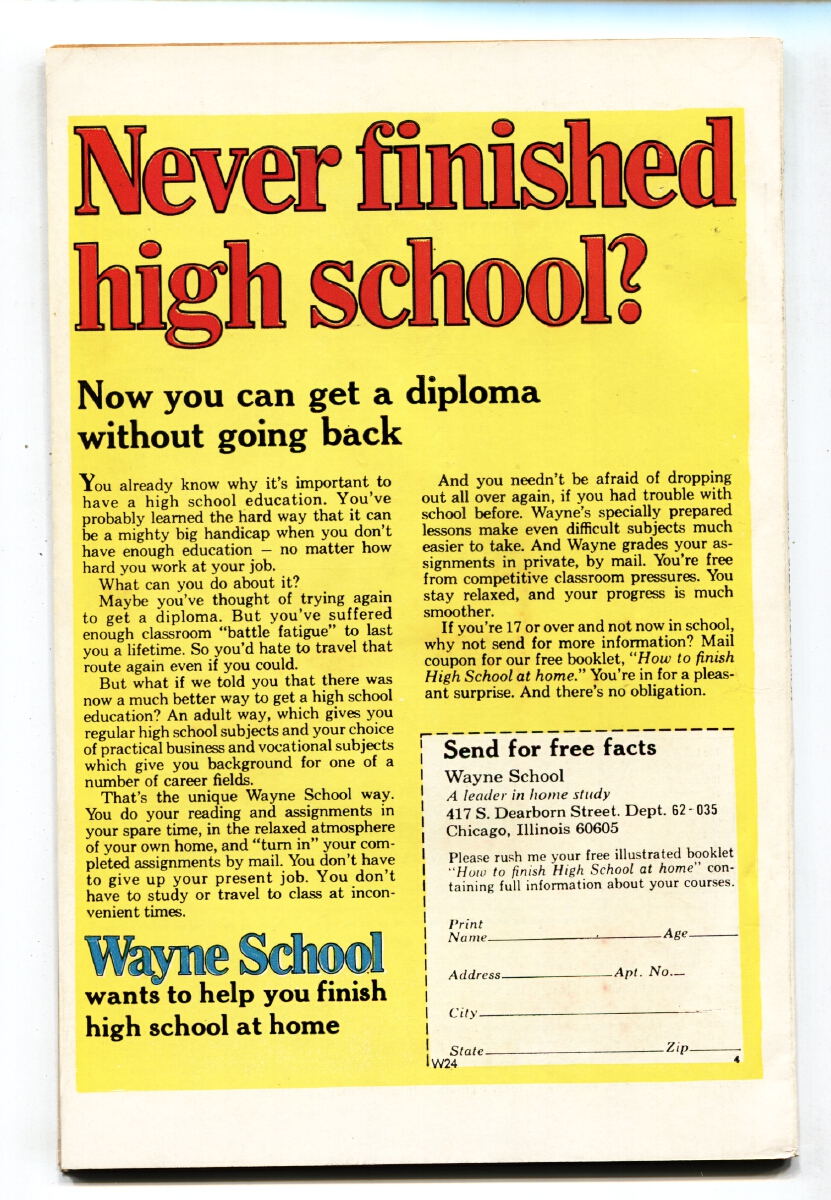 Never finished
high school?
Now you can get a diploma
without going back
You already know why it's important to
have a high school education. You've
probably learned the hard way that it can
be a mighty big handicap when you don't
have enough education – no matter how
hard you work at your job.
What can you do about it?
Maybe you've thought of trying again
to get a diploma. But you've suffered
enough classroom "battle fatigue" to last
you a lifetime. So you'd hate to travel that
route again even if you could.
But what if we told you that there was
now a much better way to get a high school
education? An adult way, which gives you
regular high school subjects and your choice
of practical business and vocational subjects
which give you background for one of a
number of career fields.
That's the unique Wayne School way.
You do your reading and assignments in
your spare time, in the relaxed atmosphere
of your own home, and "turn in" your com-
pleted assignments by mail. You don't have
to give up your present job. You don't
have to study or travel to class at incon-
venient times.
Wayne School
wants to help you finish
high school at home
And you needn't be afraid of dropping
out all over again, if you had trouble with
school before. Wayne's specially prepared
lessons make even difficult subjects much
easier to take. And Wayne grades your as-
signments in private, by mail. You're free
from competitive classroom pressures. You
stay relaxed, and your progress is much
smoother.
If you're 17 or over and not now in school,
why not send for more information? Mail
coupon for our free booklet, "How to finish
High School at home." You're in for a pleas-
ant surprise. And there's no obligation.
Send for free facts
Wayne School
A leader in home study
417 S. Dearborn Street. Dept. 62-035
Chicago, Illinois 60605
Please rush me your free illustrated booklet
"How to finish High School at home" con-
taining full information about your courses.
Print
Name Age
Address Apt. No.
City
State Zip
W24 4